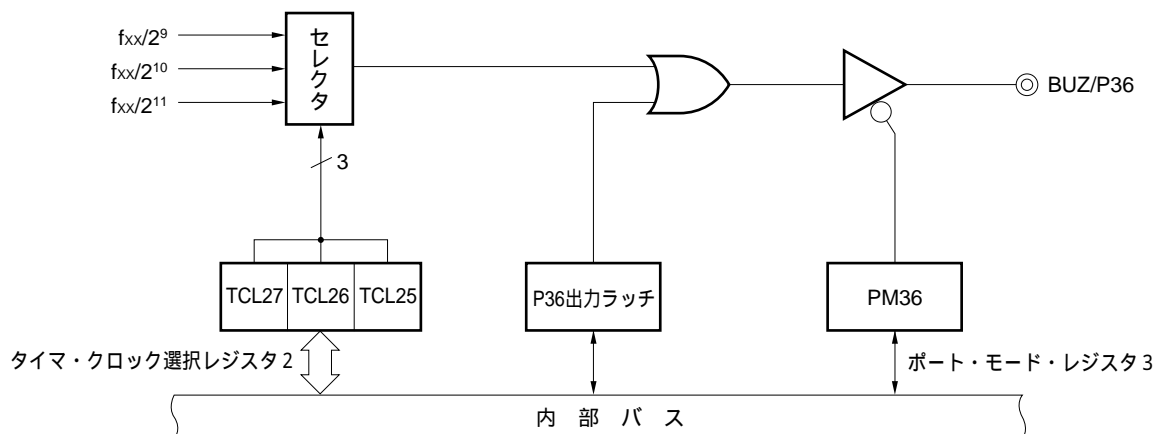 fxx/2⁹
fxx/2¹⁰
fxx/2¹¹
セレクタ
3
BUZ/P36
TCL27 TCL26 TCL25
P36出力ラッチ
PM36
タイマ・クロック選択レジスタ2
ポート・モード・レジスタ3
内部バス